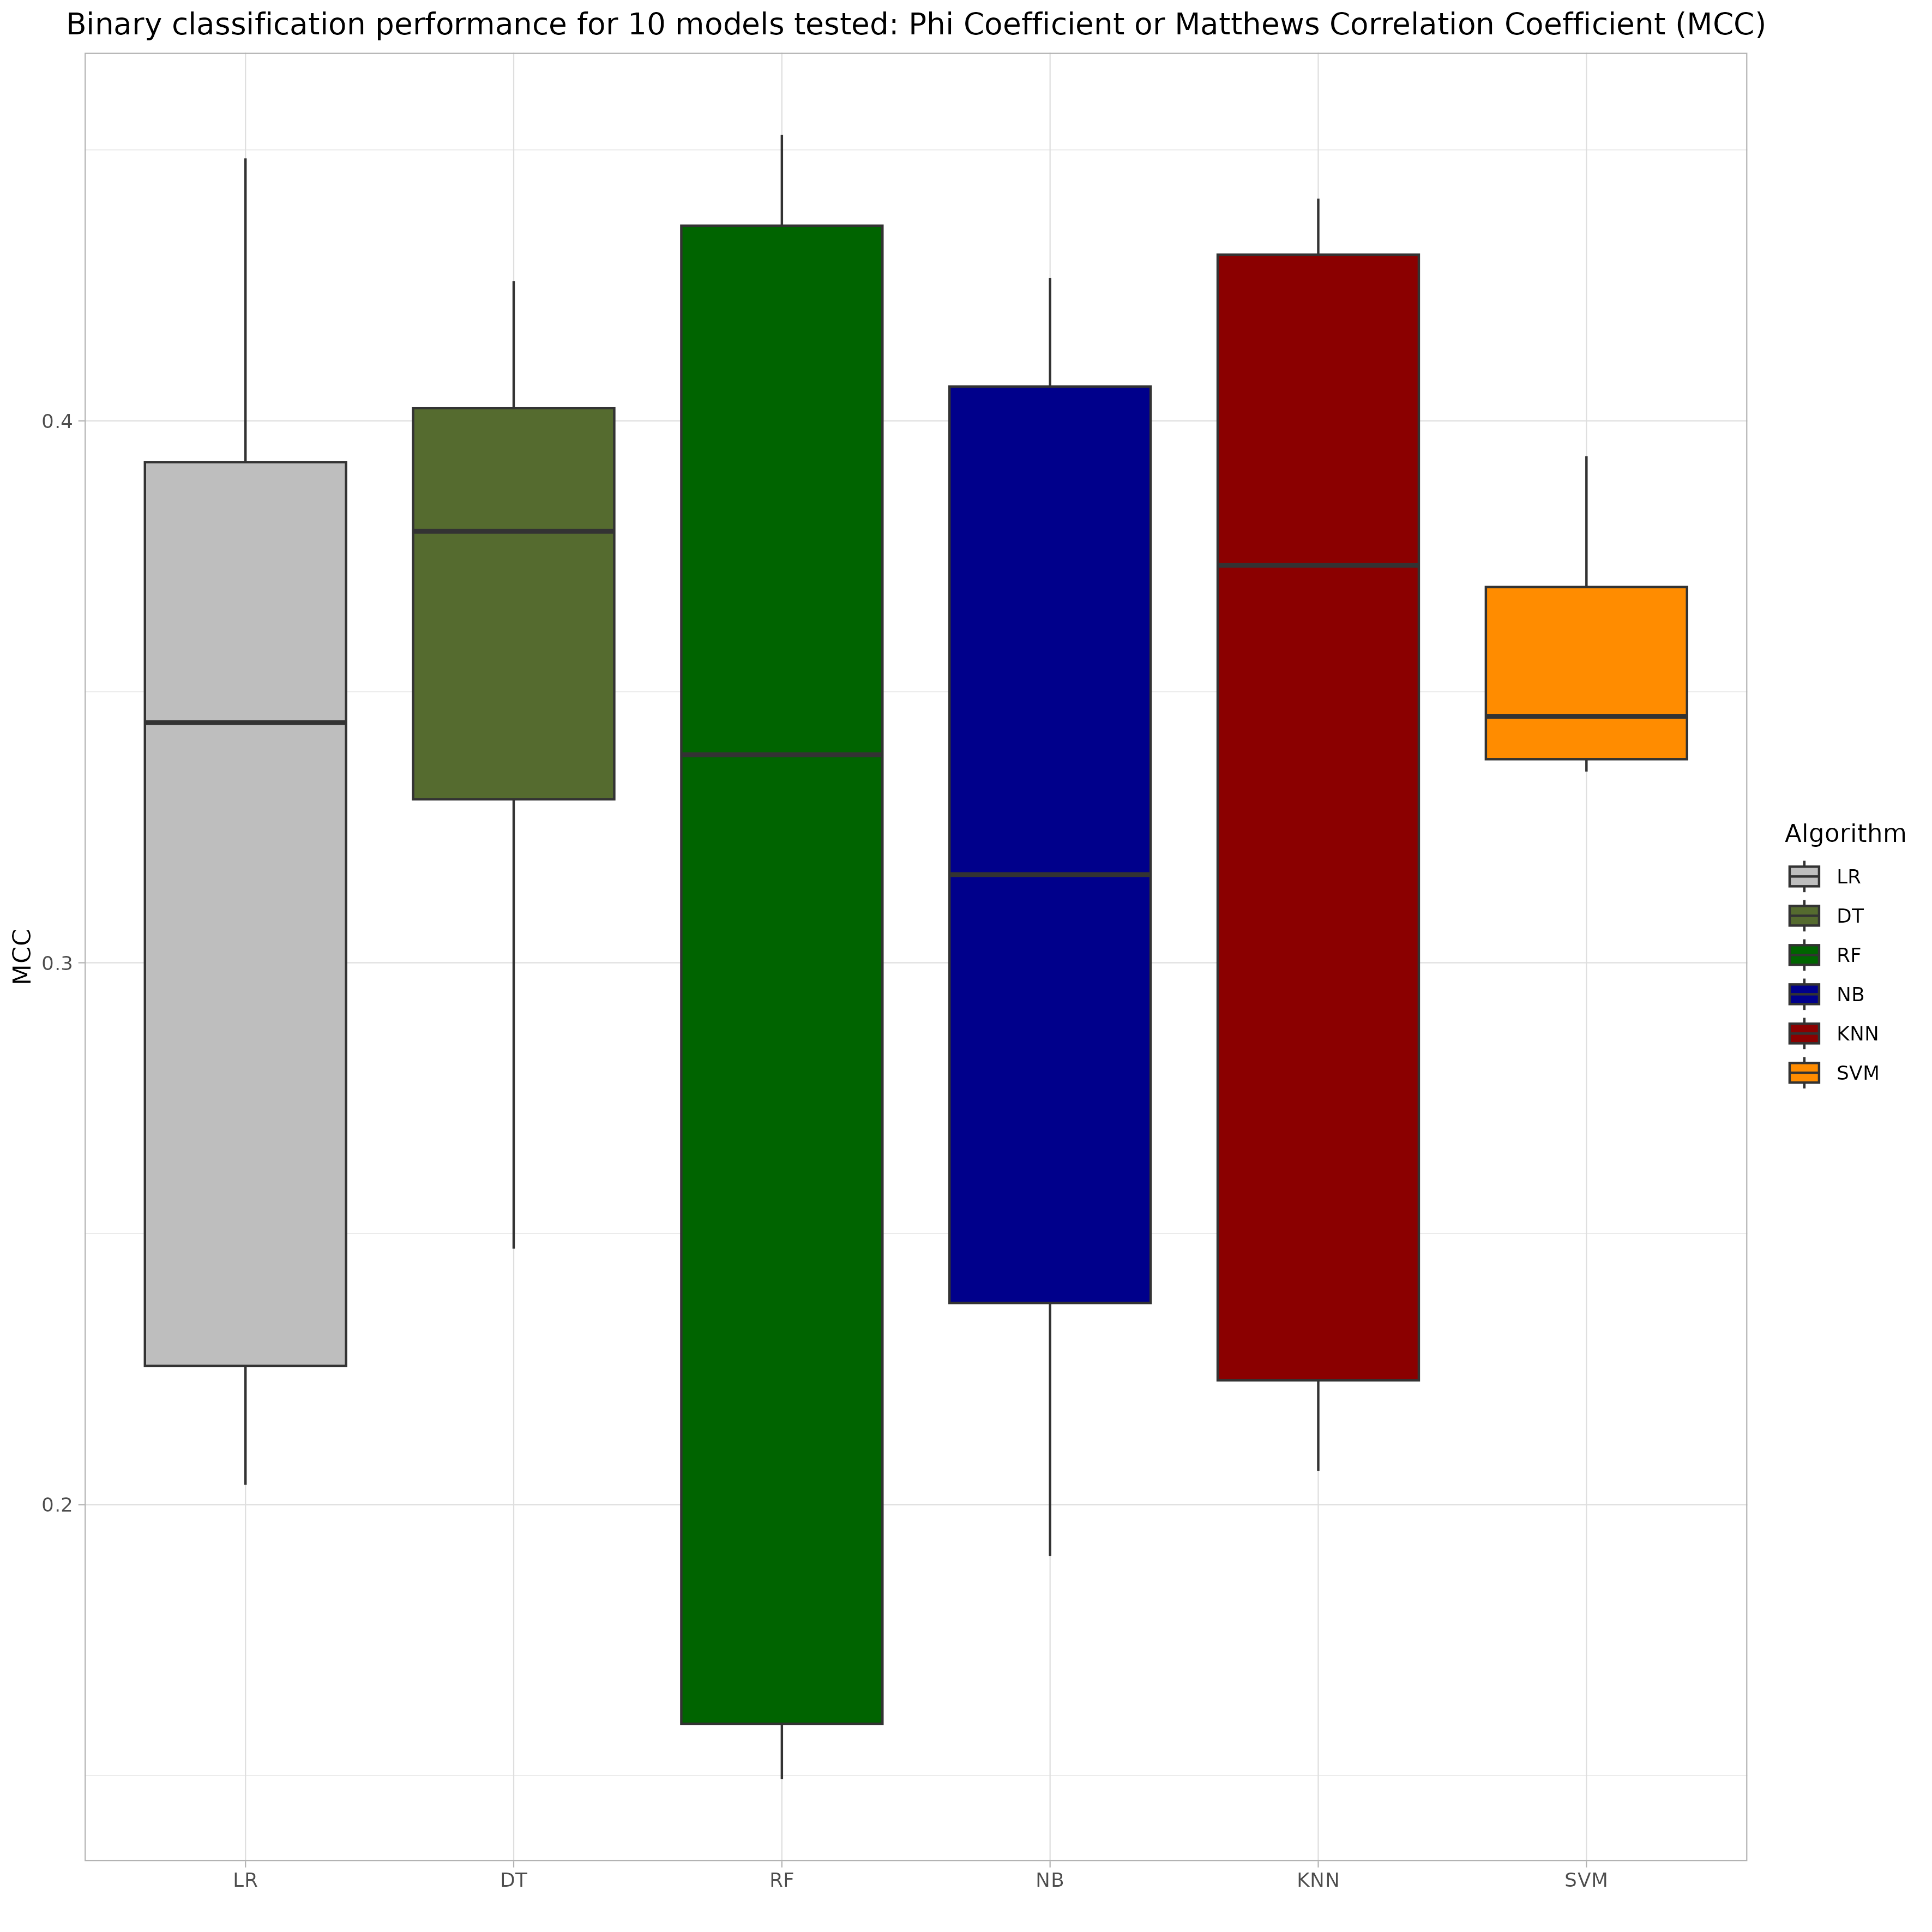 Binary classification performance for 10 models tested: Phi Coefficient or Matthews Correlation Coefficient (MCC)
MCC
0.4
0.3
0.2
LR
DT
RF
NB
KNN
SVM
Algorithm
LR
DT
RF
NB
KNN
SVM